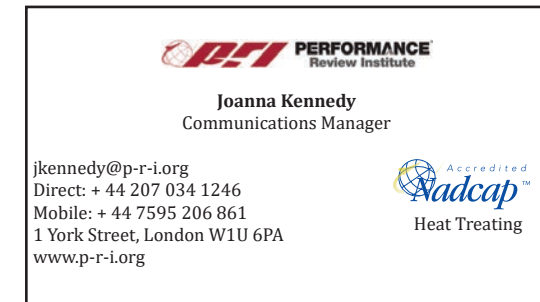 PRI PERFORMANCE
Review Institute
Joanna Kennedy
Communications Manager
jkennedy@p-r-i.org
Direct: + 44 207 034 1246
Mobile: + 44 7595 206 861
1 York Street, London W1U 6PA
www.p-r-i.org
Accredited
Nadcap™
Heat Treating